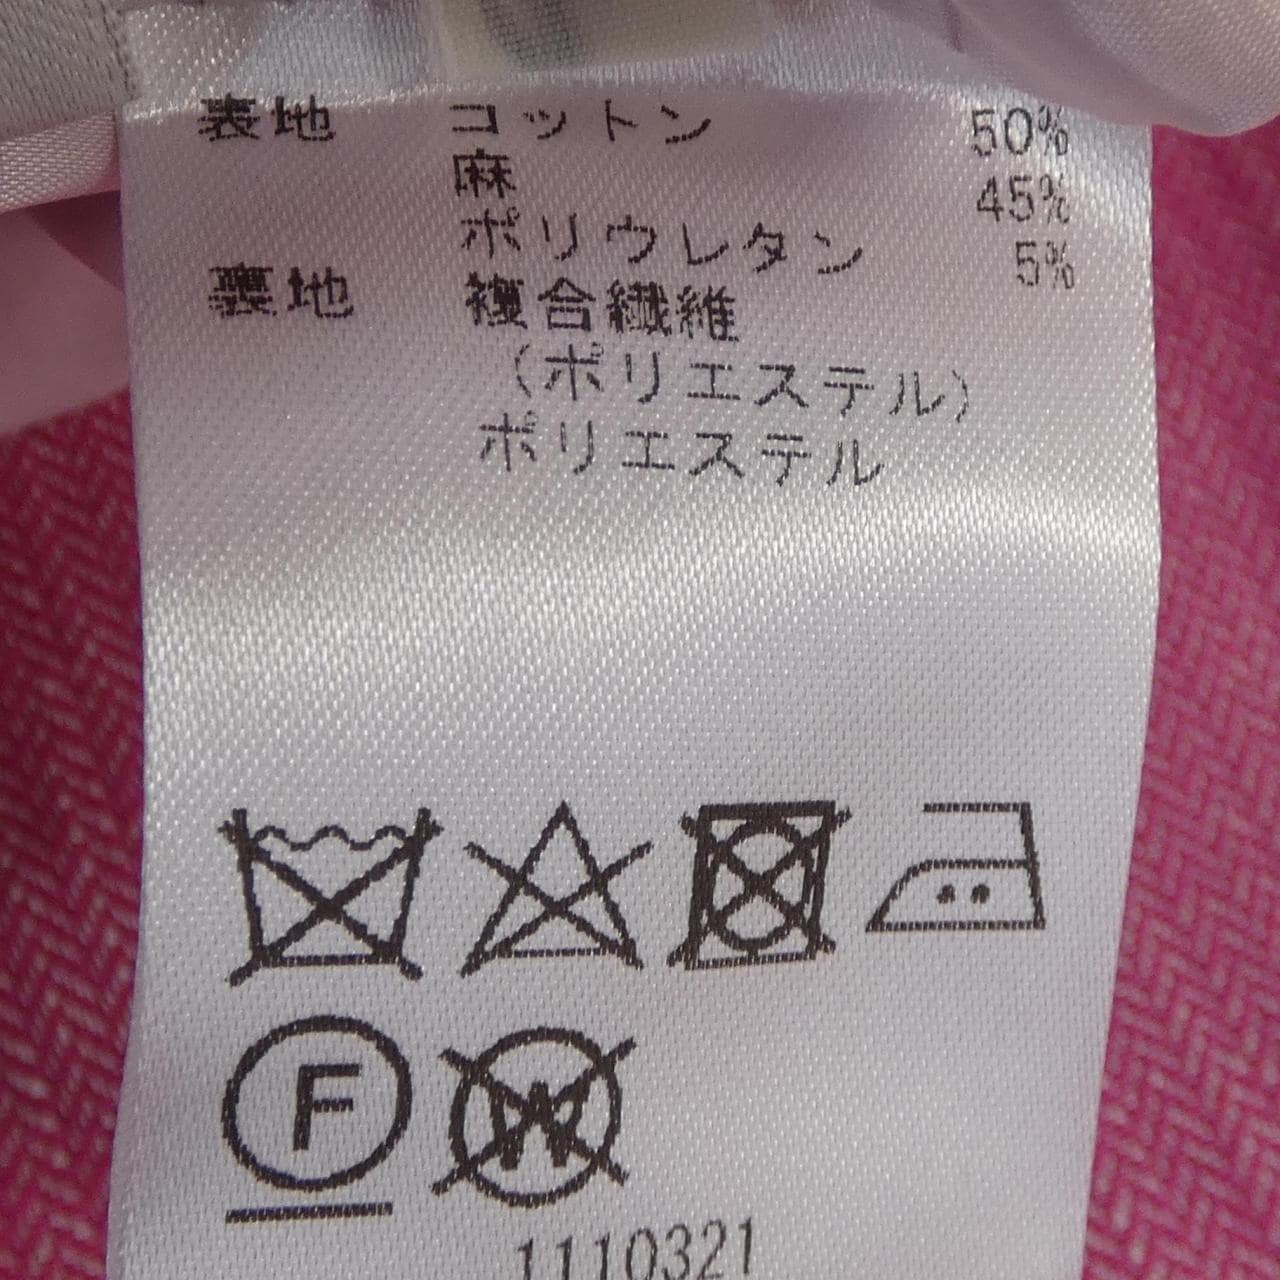 表地 コットン 50%
麻 45%
ポリウレタン 5%
裏地 複合繊維
(ポリエステル)
ポリエステル
F
W
1110321